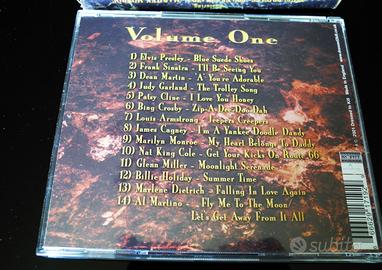 Volume One
1) Elvis Presley - Blue Suede Shoes
2) Frank Sinatra - I'll Be Seeing You
3) Dean Martin - 'A' You're Adorable
4) Judy Garland - The Trolley Song
5) Patsy Cline - I Love You Honey
6) Bing Crosby - Zip-A-Dee-Doo-Dah
7) Louis Armstrong - Jeepers Creepers
8) James Cagney - I'm A Yankee Doodle Dandy
9) Marilyn Monroe - My Heart Belongs To Daddy
10) Nat King Cole - Get Your Kicks On Route 66
11) Glenn Miller - Moonlight Serenade
12) Billie Holiday - Summer Time
13) Marlene Dietrich - Falling In Love Again
14) Al Martino - Fly Me To The Moon/
Let's Get Away From It All
subito